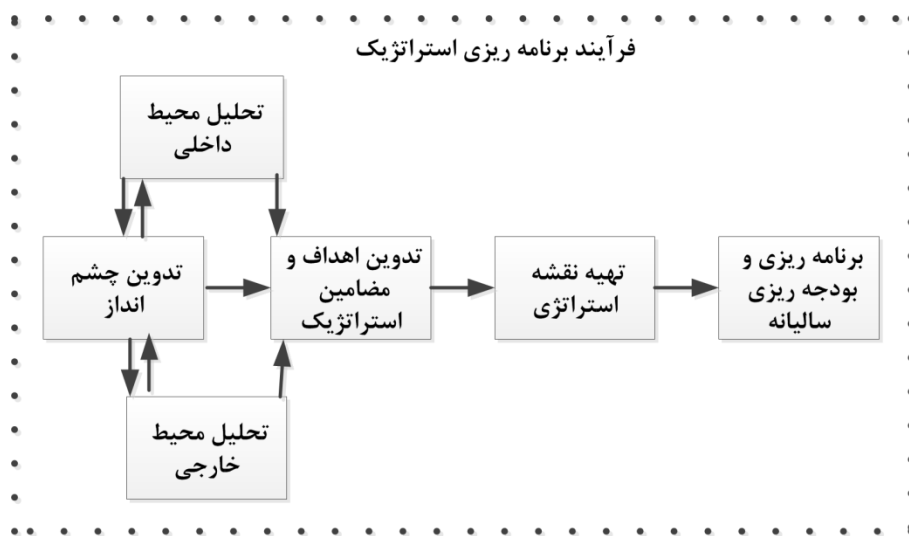 فرآیند برنامه ریزی استراتژیک
تحلیل محیط
داخلی
تدوین چشم
انداز
تدوین اهداف و
مضامین
استراتژیک
تهیه نقشه
استراتژی
برنامه ریزی و
بودجه ریزی
سالیانه
تحلیل محیط
خارجی